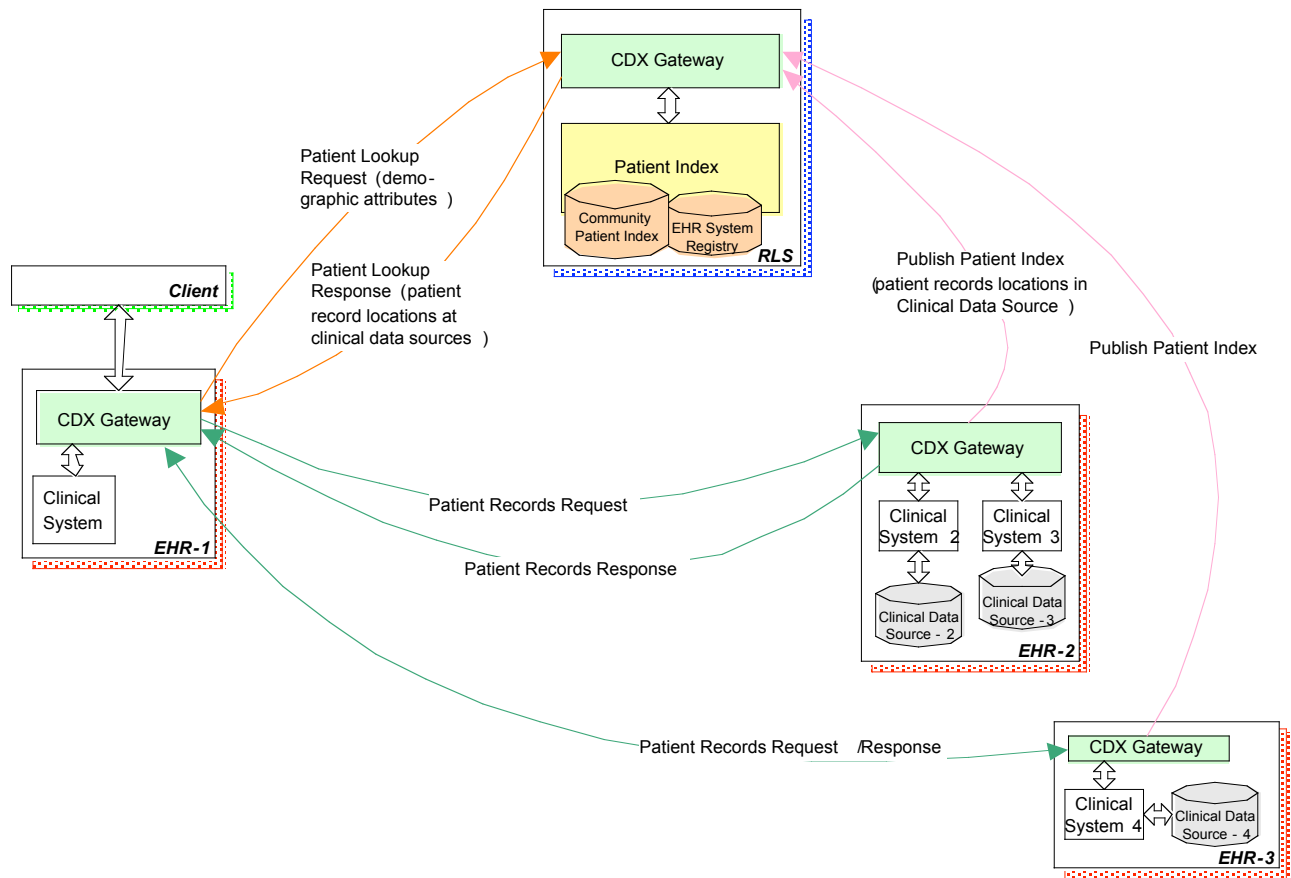 CDX Gateway
Patient Index
Community
Patient Index
EHR System
Registry
RLS
Patient Lookup
Request (demo-
graphic attributes )
Patient Lookup
Response (patient
record locations at
clinical data sources )
Publish Patient Index
(patient records locations in
Clinical Data Source )
Publish Patient Index
Client
CDX Gateway
Clinical
System
EHR-1
Patient Records Request
Patient Records Response
CDX Gateway
Clinical
System 2
Clinical
System 3
Clinical Data
Source - 2
Clinical Data
Source - 3
EHR-2
Patient Records Request /Response
CDX Gateway
Clinical
System 4
Clinical Data
Source - 4
EHR-3